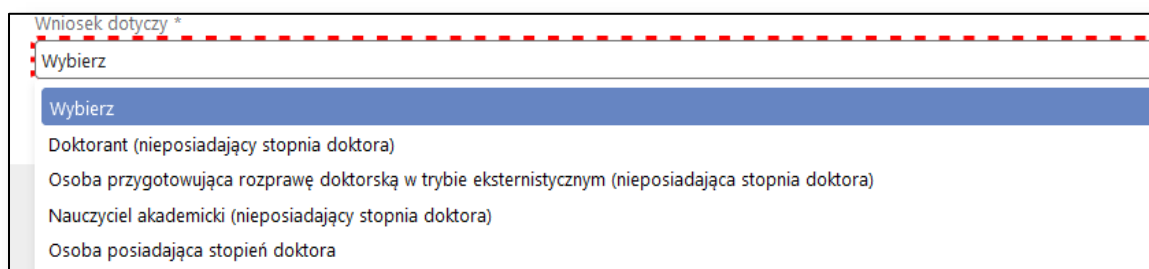 Wniosek dotyczy *
Wybierz
Wybierz
Doktorant (nieposiadający stopnia doktora)
Osoba przygotowująca rozprawę doktorską w trybie eksternistycznym (nieposiadająca stopnia doktora)
Nauczyciel akademicki (nieposiadający stopnia doktora)
Osoba posiadająca stopień doktora